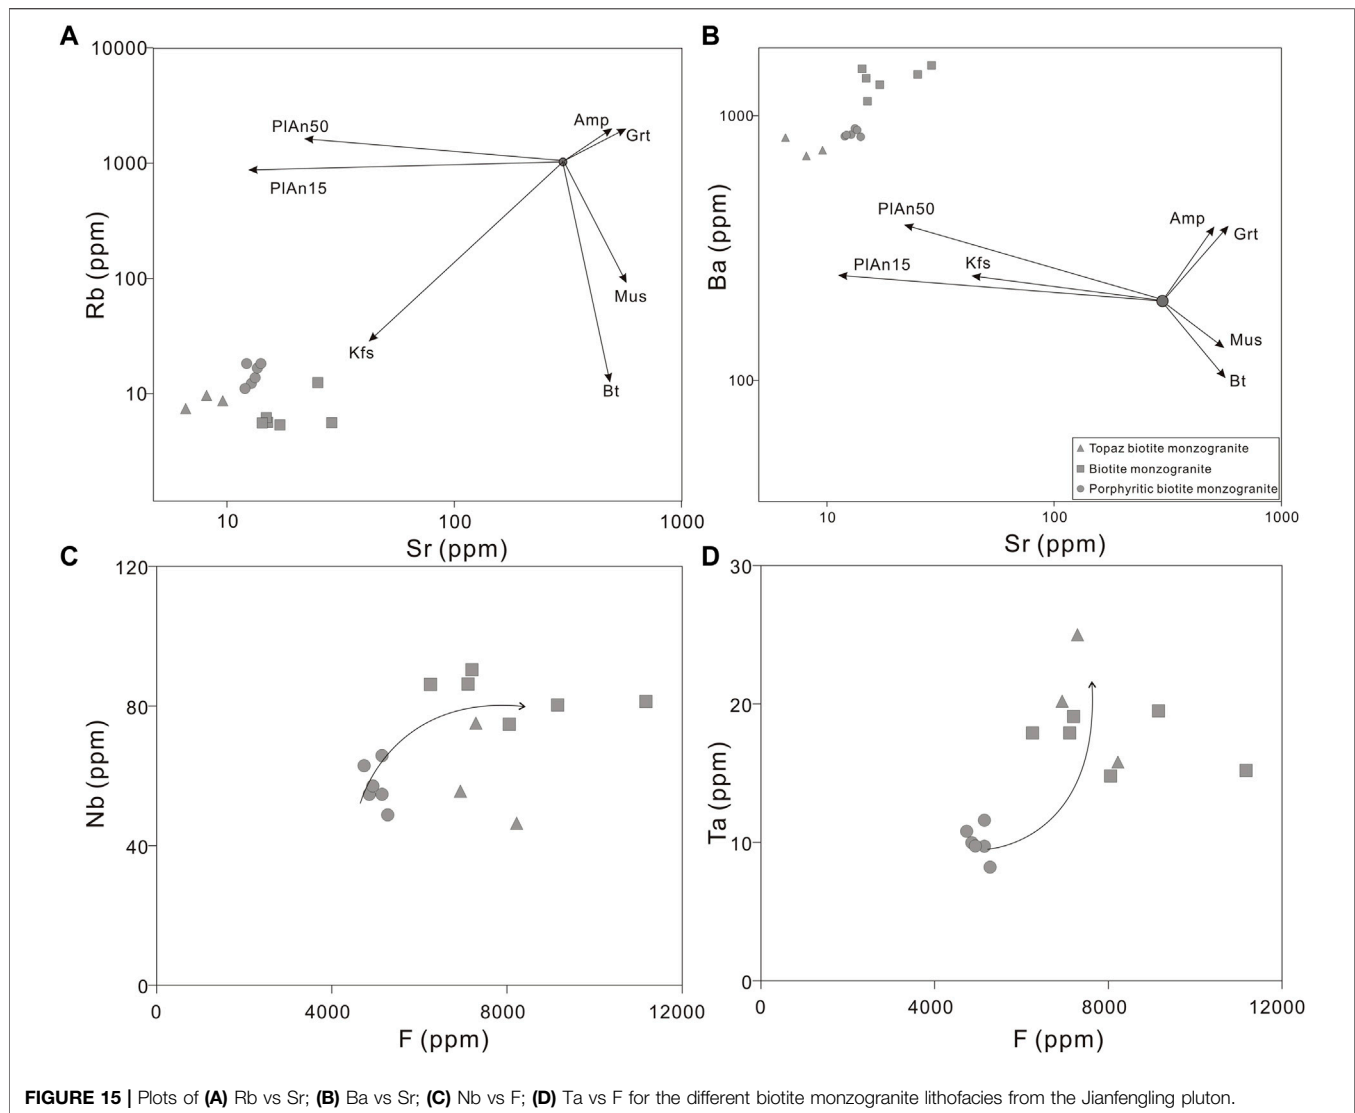 A
10000
PlAn50
Amp
Grt
1000
PlAn15
Rb (ppm)
100
Mus
Kfs
10
Bt
10
100
1000
Sr (ppm)
B
1000
PlAn50
Amp
Grt
PlAn15
Kfs
Ba (ppm)
Mus
100
Bt
Topaz biotite monzogranite
Biotite monzogranite
Porphyritic biotite monzogranite
10
100
1000
Sr (ppm)
C
120
80
Nb (ppm)
40
0
0
4000
8000
12000
F (ppm)
D
30
20
Ta (ppm)
10
0
0
4000
8000
12000
F (ppm)
FIGURE 15 | Plots of (A) Rb vs Sr; (B) Ba vs Sr; (C) Nb vs F; (D) Ta vs F for the different biotite monzogranite lithofacies from the Jianfengling pluton.